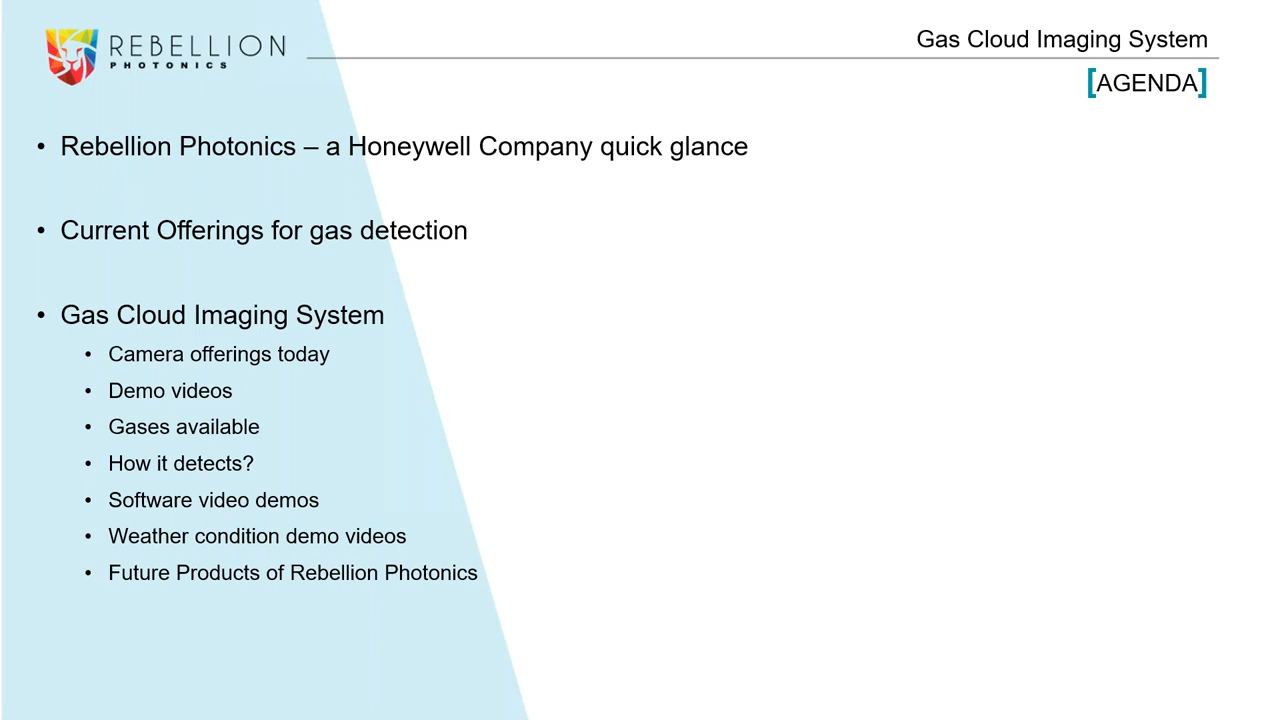 REBELLION
PHOTONICS
Gas Cloud Imaging System
[AGENDA]
• Rebellion Photonics – a Honeywell Company quick glance
• Current Offerings for gas detection
• Gas Cloud Imaging System
• Camera offerings today
• Demo videos
• Gases available
• How it detects?
• Software video demos
• Weather condition demo videos
• Future Products of Rebellion Photonics